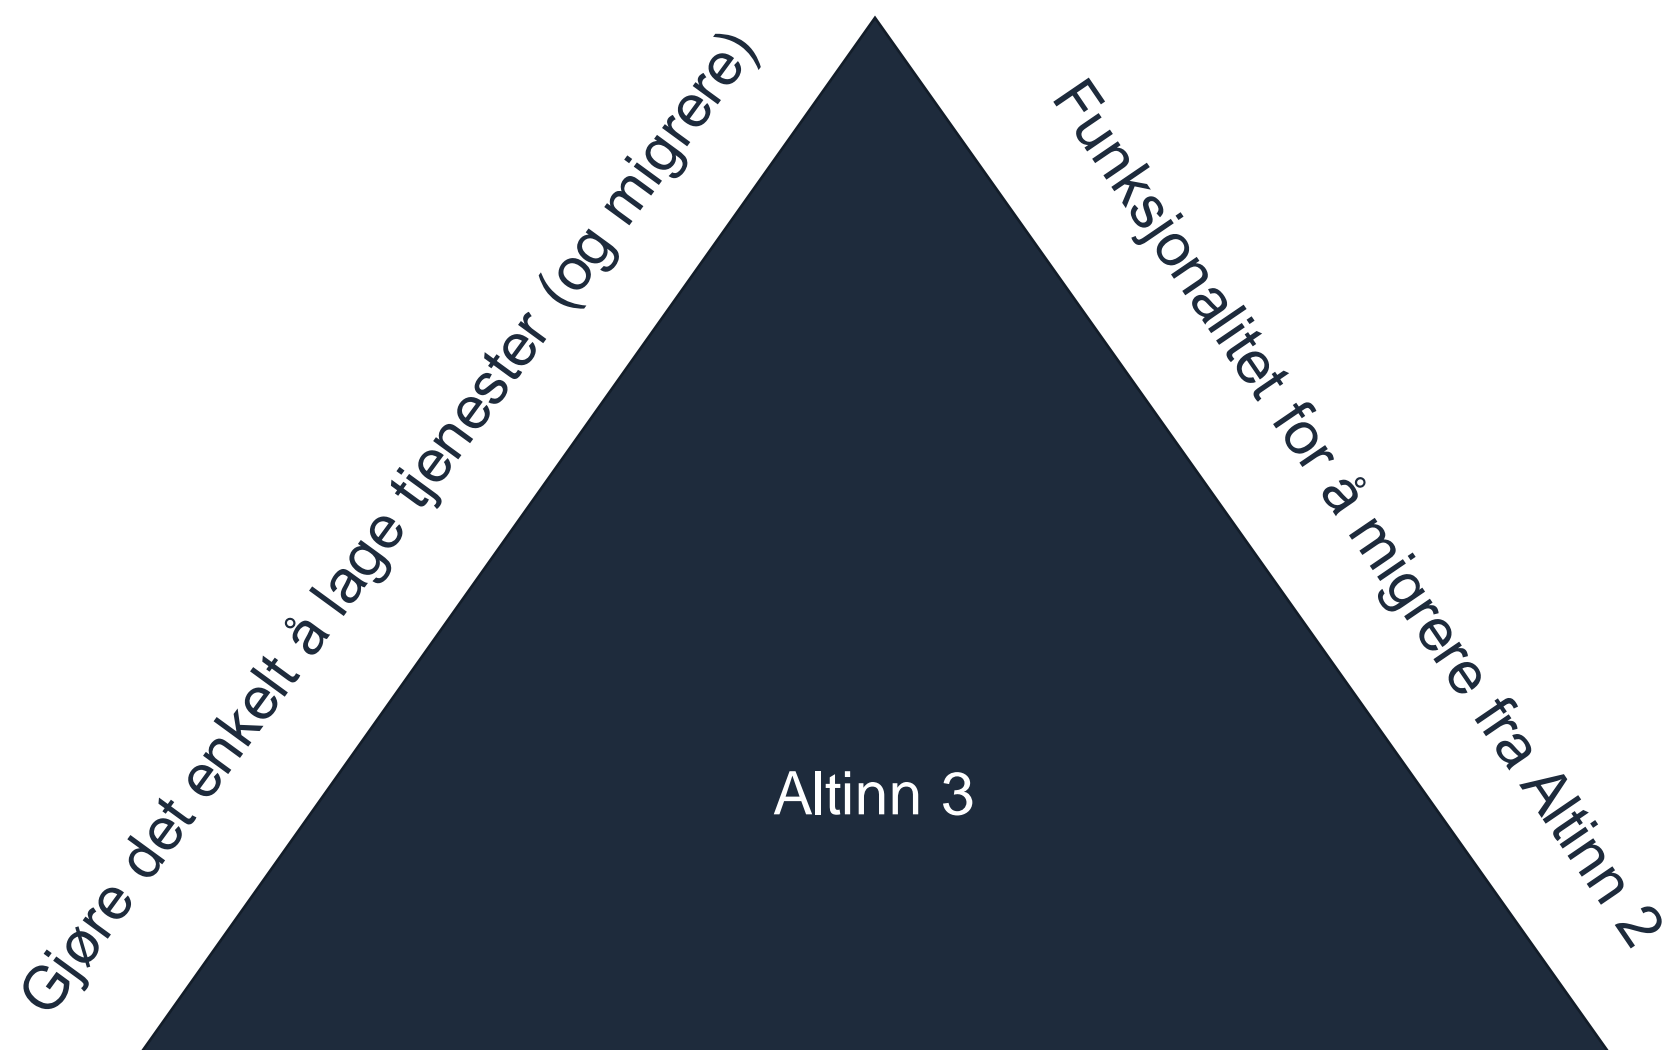 Gjøre det enkelt å lage tjenester (og migrere)
Funksjonalitet for å migrere fra Altinn 2
Altinn 3